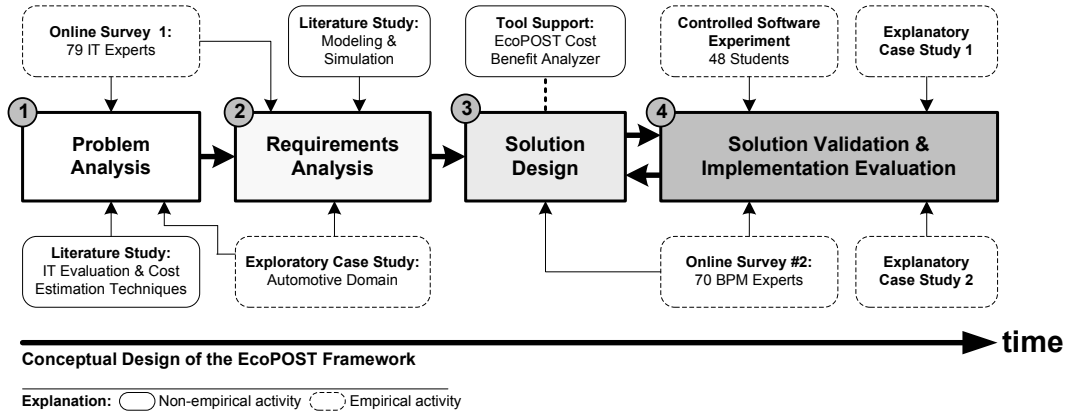 Online Survey 1:
79 IT Experts
Literature Study:
Modeling &
Simulation
Tool Support:
EcoPOST Cost
Benefit Analyzer
Controlled Software
Experiment
48 Students
Explanatory
Case Study 1
1
Problem
Analysis
2
Requirements
Analysis
3
Solution
Design
4
Solution Validation &
Implementation Evaluation
Literature Study:
IT Evaluation & Cost
Estimation Techniques
Exploratory Case Study:
Automotive Domain
Online Survey #2:
70 BPM Experts
Explanatory
Case Study 2
time
Conceptual Design of the EcoPOST Framework
Explanation: Non-empirical activity Empirical activity